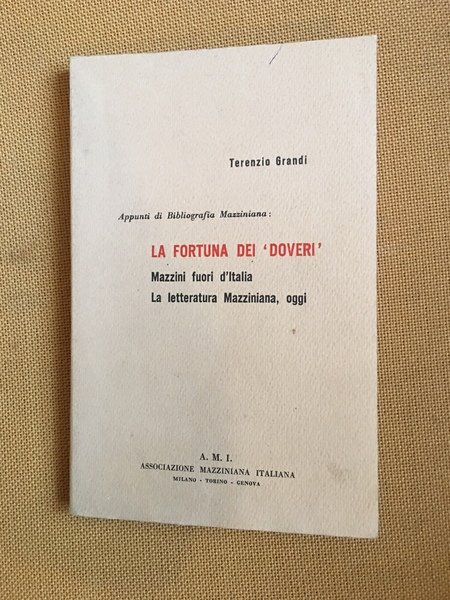 Terenzio Grandi
Appunti di Bibliografia Mazziniana:
LA FORTUNA DEI ‘DOVERI’
Mazzini fuori d'Italia
La letteratura Mazziniana, oggi
A. M. I.
ASSOCIAZIONE MAZZINIANA ITALIANA
MILANO - TORINO - GENOVA